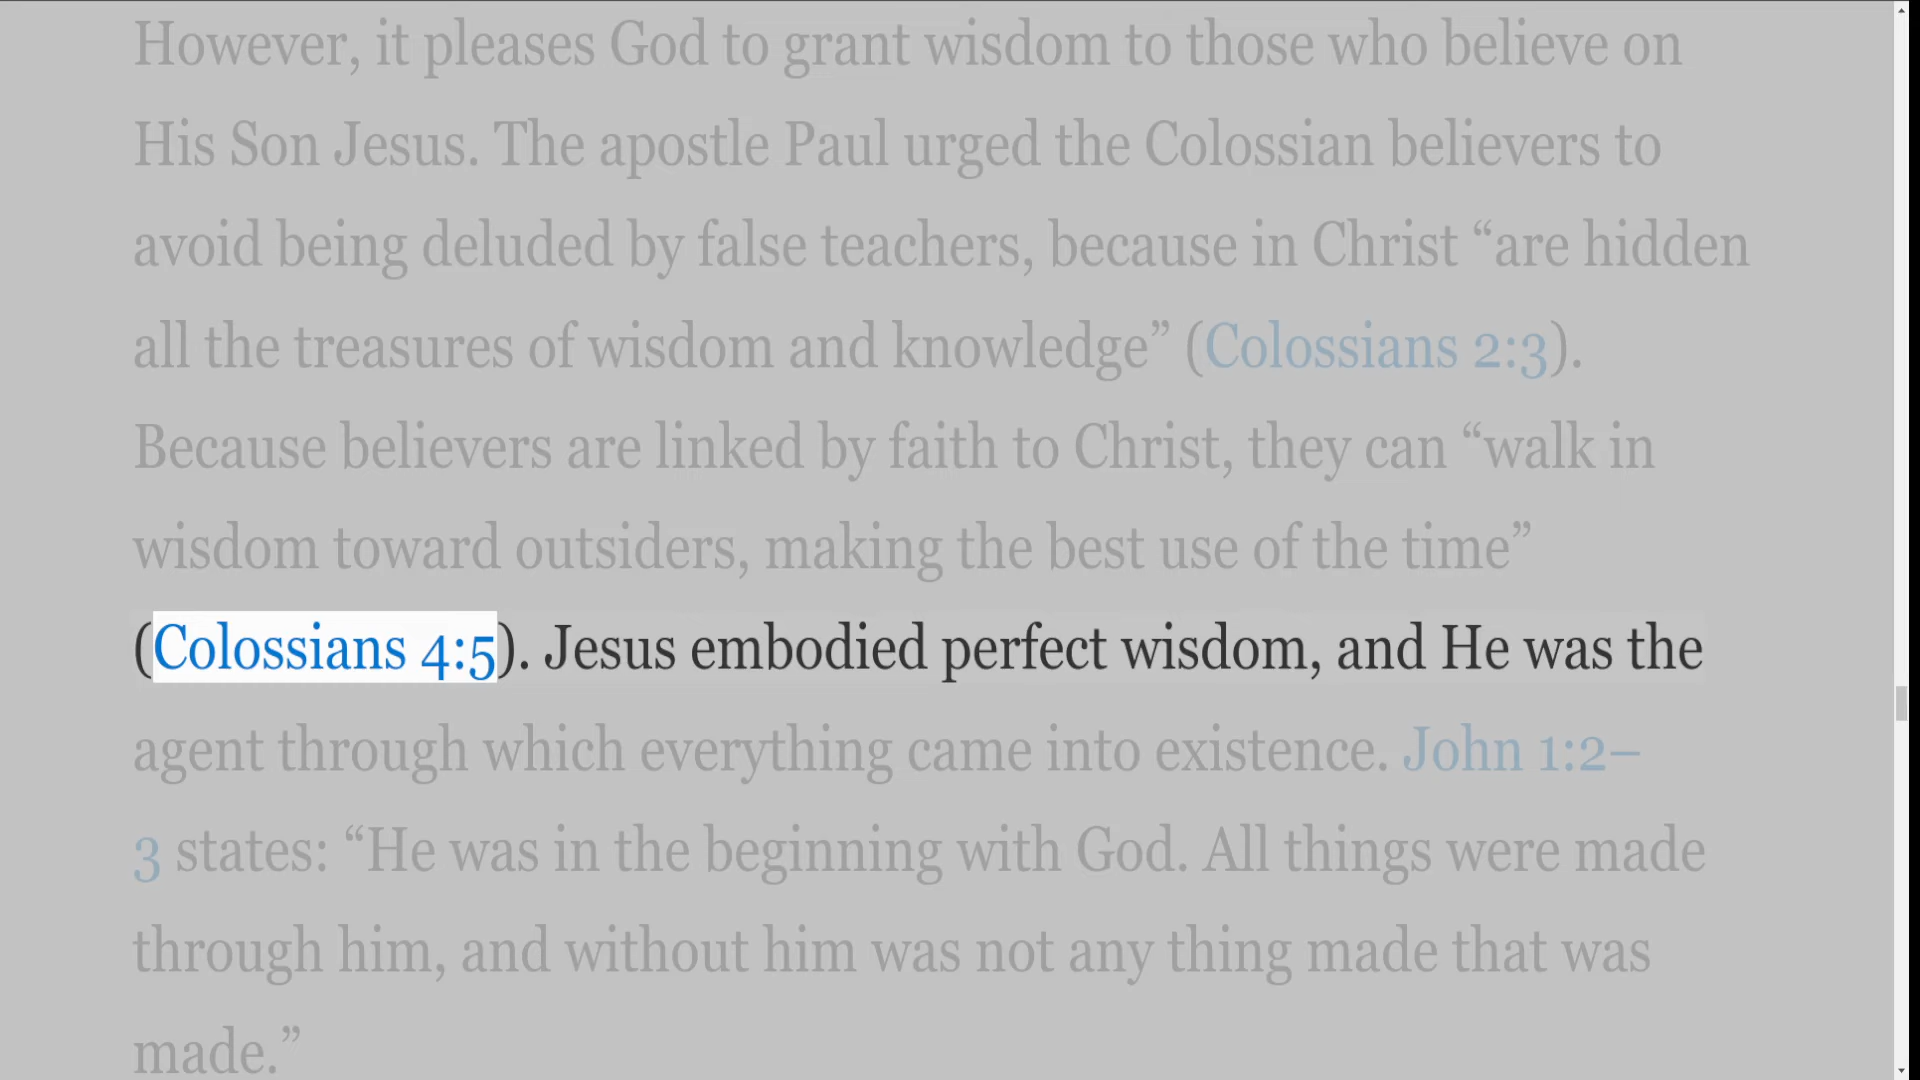 However, it pleases God to grant wisdom to those who believe on
His Son Jesus. The apostle Paul urged the Colossian believers to
avoid being deluded by false teachers, because in Christ “are hidden
all the treasures of wisdom and knowledge” (Colossians 2:3).
Because believers are linked by faith to Christ, they can “walk in
wisdom toward outsiders, making the best use of the time”
(Colossians 4:5). Jesus embodied perfect wisdom, and He was the
agent through which everything came into existence. John 1:2–
3 states: “He was in the beginning with God. All things were made
through him, and without him was not any thing made that was
made.”